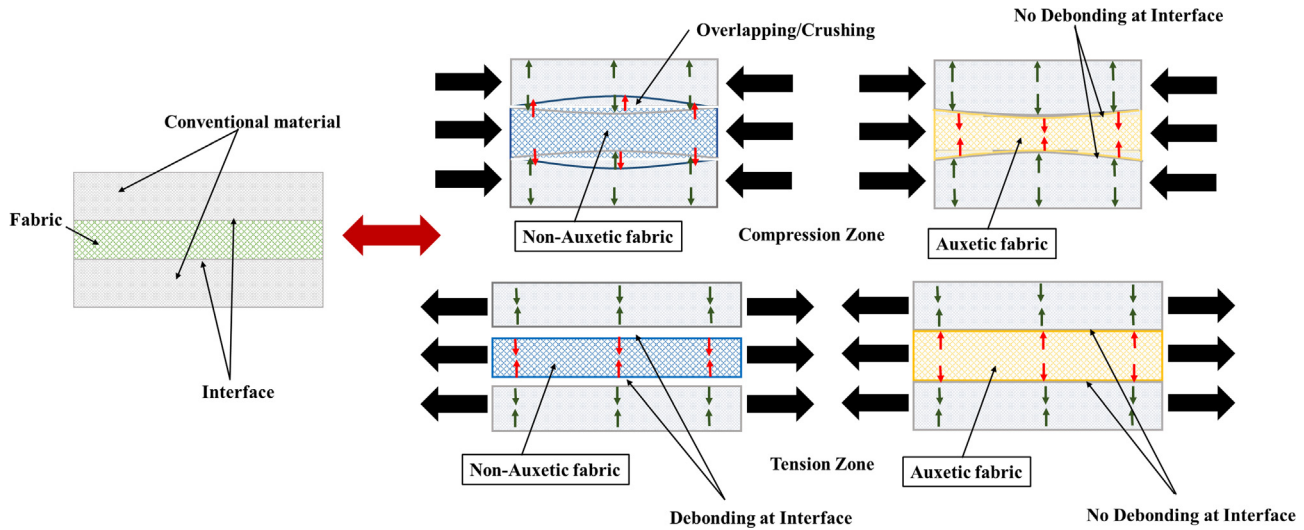 Conventional material
Fabric
Interface
Overlapping/Crushing
No Debonding at Interface
Non-Auxetic fabric
Compression Zone
Auxetic fabric
Non-Auxetic fabric
Tension Zone
Auxetic fabric
Debonding at Interface
No Debonding at Interface